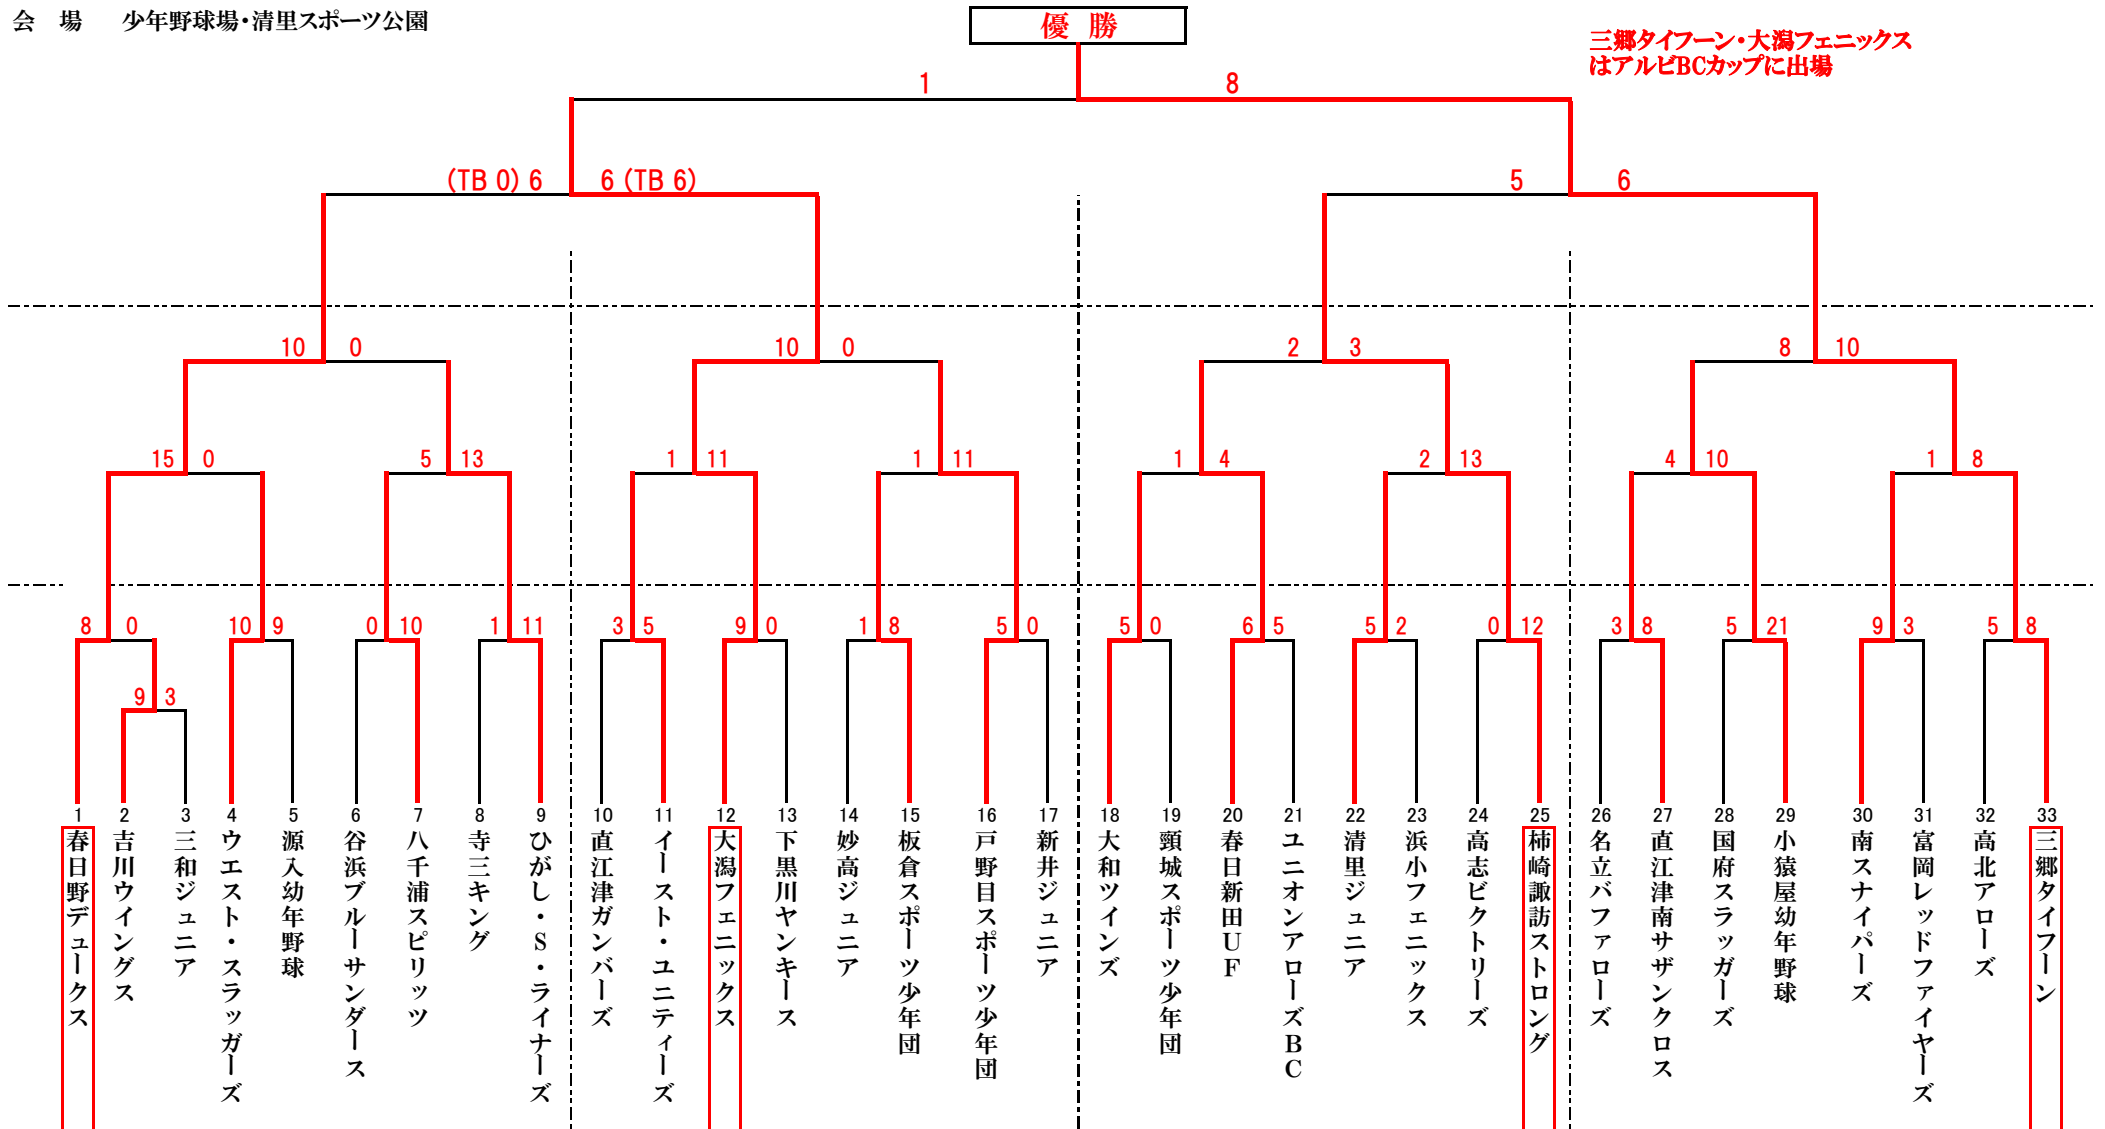 会　場　　少年野球場・清里スポーツ公園
優 勝
三郷タイフーン・大潟フェニックス
はアルビBCカップに出場
1 8
(TB 0) 6 6 (TB 6) 5 6
10 0 10 0 2 3 8 10
15 0 5 13 1 11 1 11 1 4 2 13 4 10 1 8
8 0 10 9 0 10 1 11 3 5 9 0 1 8 5 0 5 0 6 5 5 2 0 12 3 8 5 21 9 3 5 8
9 3
1 春日野デュークス
2 吉川ウイングス
3 三和ジュニア
4 ウエスト・スラッガーズ
5 源入幼年野球
6 谷浜ブルーサンダース
7 八千浦スピリッツ
8 寺三キング
9 ひがし・S・ライナーズ
10 直江津ガンバーズ
11 イースト・ユニティーズ
12 大潟フェニックス
13 下黒川ヤンキース
14 妙高ジュニア
15 板倉スポーツ少年団
16 戸野目スポーツ少年団
17 新井ジュニア
18 大和ツインズ
19 頸城スポーツ少年団
20 春日新田UF
21 ユニオンアローズBC
22 清里ジュニア
23 浜小フェニックス
24 高志ビクトリーズ
25 柿崎諏訪ストロング
26 名立バファローズ
27 直江津南サザンクロス
28 国府スラッガーズ
29 小猿屋幼年野球
30 南スナイパーズ
31 富岡レッドファイヤーズ
32 高北アローズ
33 三郷タイフーン